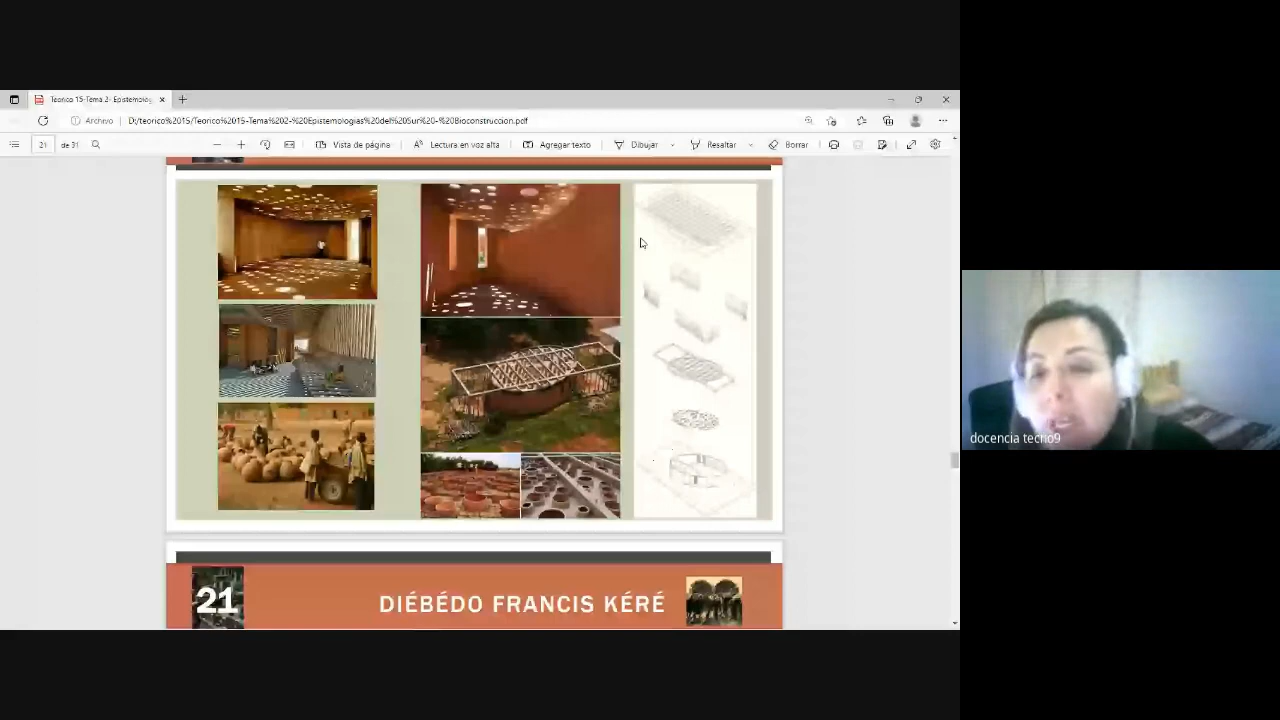 Teorico 15-Tema 2- Epistemolog
Archivo
D:/teorico%2015/Teorico%2015-Tema%202-%20Epistemologias%20del%20Sur%20-%20Bioconstruccion.pdf
21 de 31
Vista de página
Lectura en voz alta
Agregar texto
Dibujar
Resaltar
Borrar
21
DIÉBÉDO FRANCIS KÉRÉ
docencia tecno9